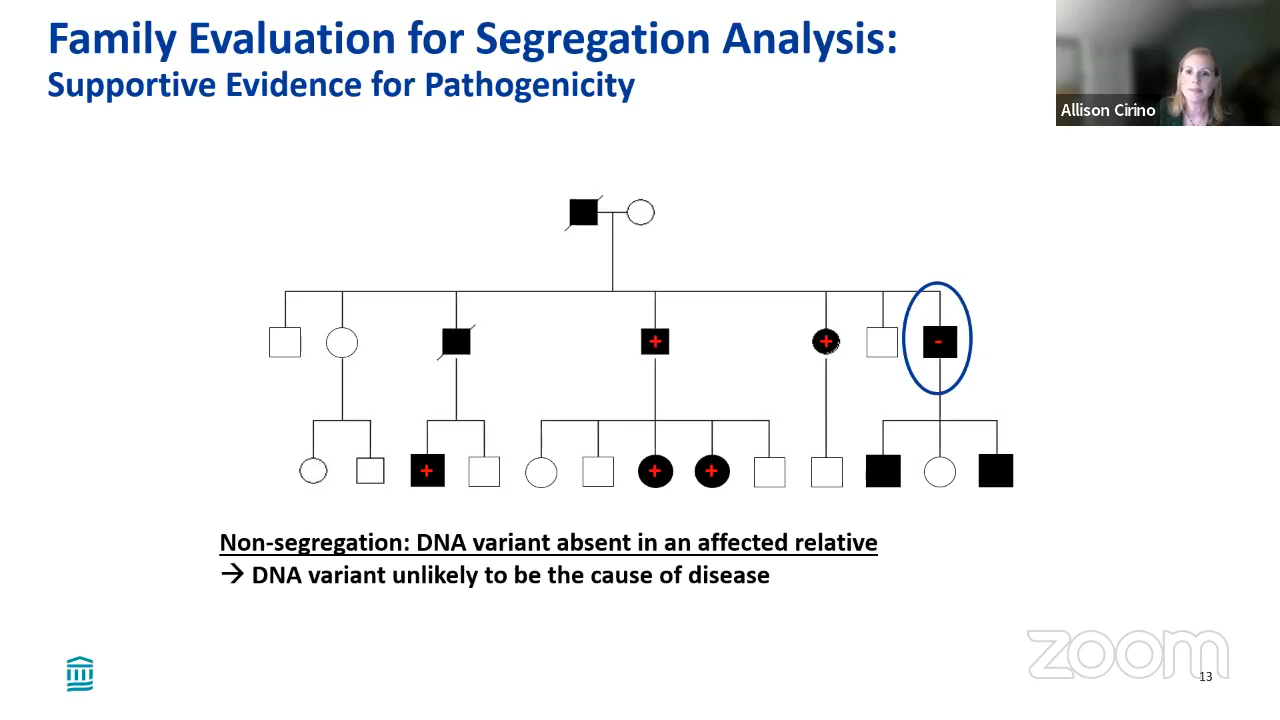 Family Evaluation for Segregation Analysis:
Supportive Evidence for Pathogenicity
Allison Cirino
+
+
-
+
+
+
Non-segregation: DNA variant absent in an affected relative
→ DNA variant unlikely to be the cause of disease
zoom
13